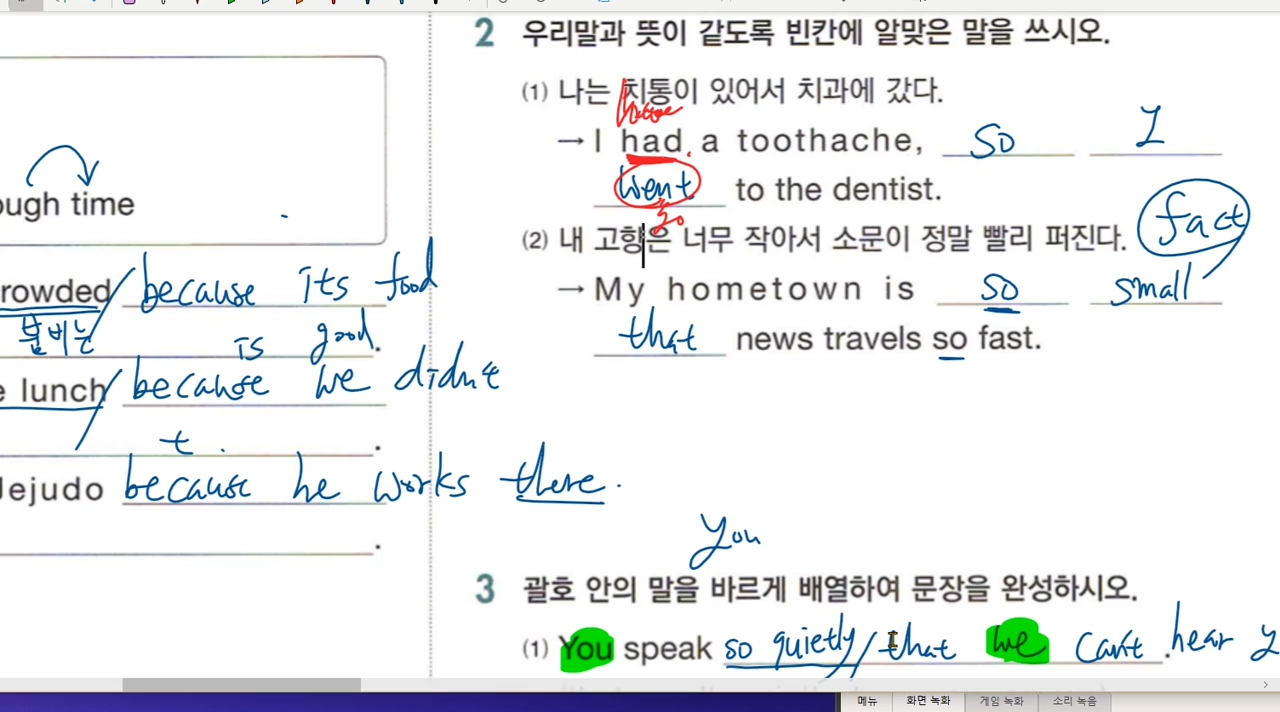 ough time
rowded because its food
붐비는 is good.
e lunch because we didn't
t.
Jejudo because he works there.
2 우리말과 뜻이 같도록 빈칸에 알맞은 말을 쓰시오.
(1) 나는 치통이 있어서 치과에 갔다.
have
→ I had a toothache, so I
went to the dentist.
go
(2) 내 고향은 너무 작아서 소문이 정말 빨리 퍼진다. fact
→ My hometown is so small
that news travels so fast.
you
3 괄호 안의 말을 바르게 배열하여 문장을 완성하시오.
(1) You speak so quietly / that we can't hear y
메뉴 화면 녹화 게임 녹화 소리 녹음